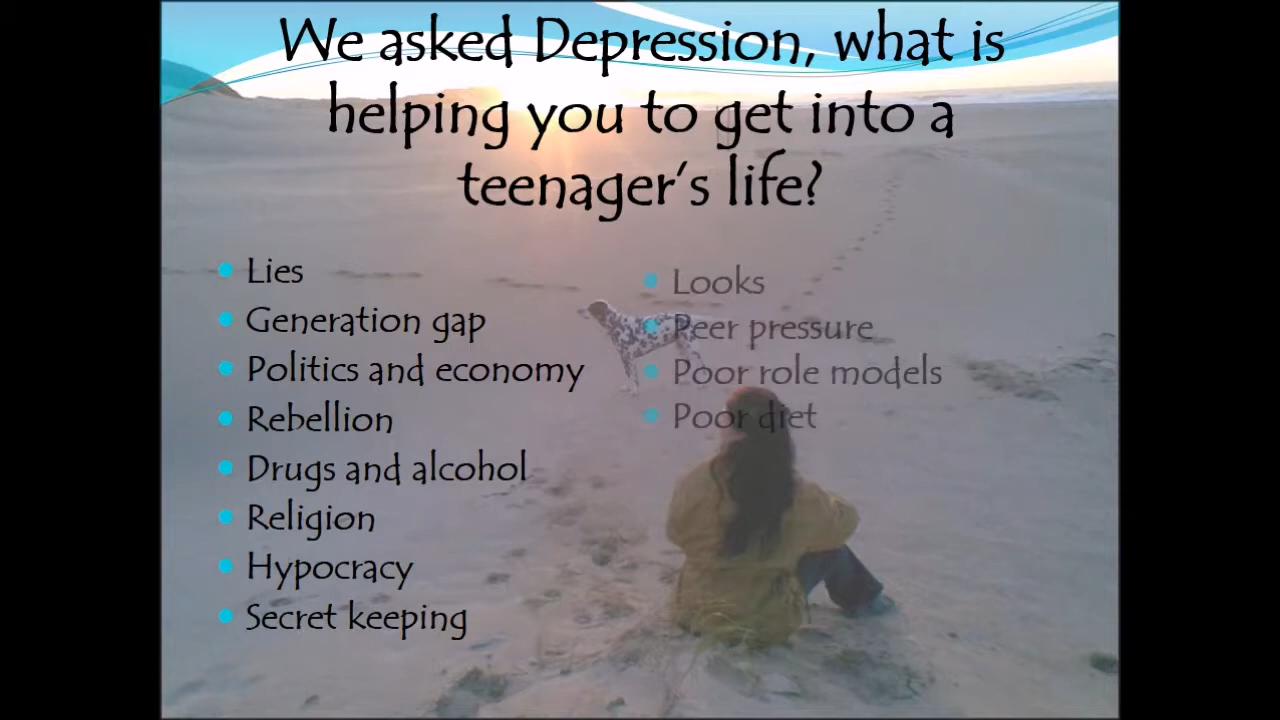 We asked Depression, what is
helping you to get into a
teenager's life?
Lies
Generation gap
Politics and economy
Rebellion
Drugs and alcohol
Religion
Hypocracy
Secret keeping
Looks
Peer pressure
Poor role models
Poor diet